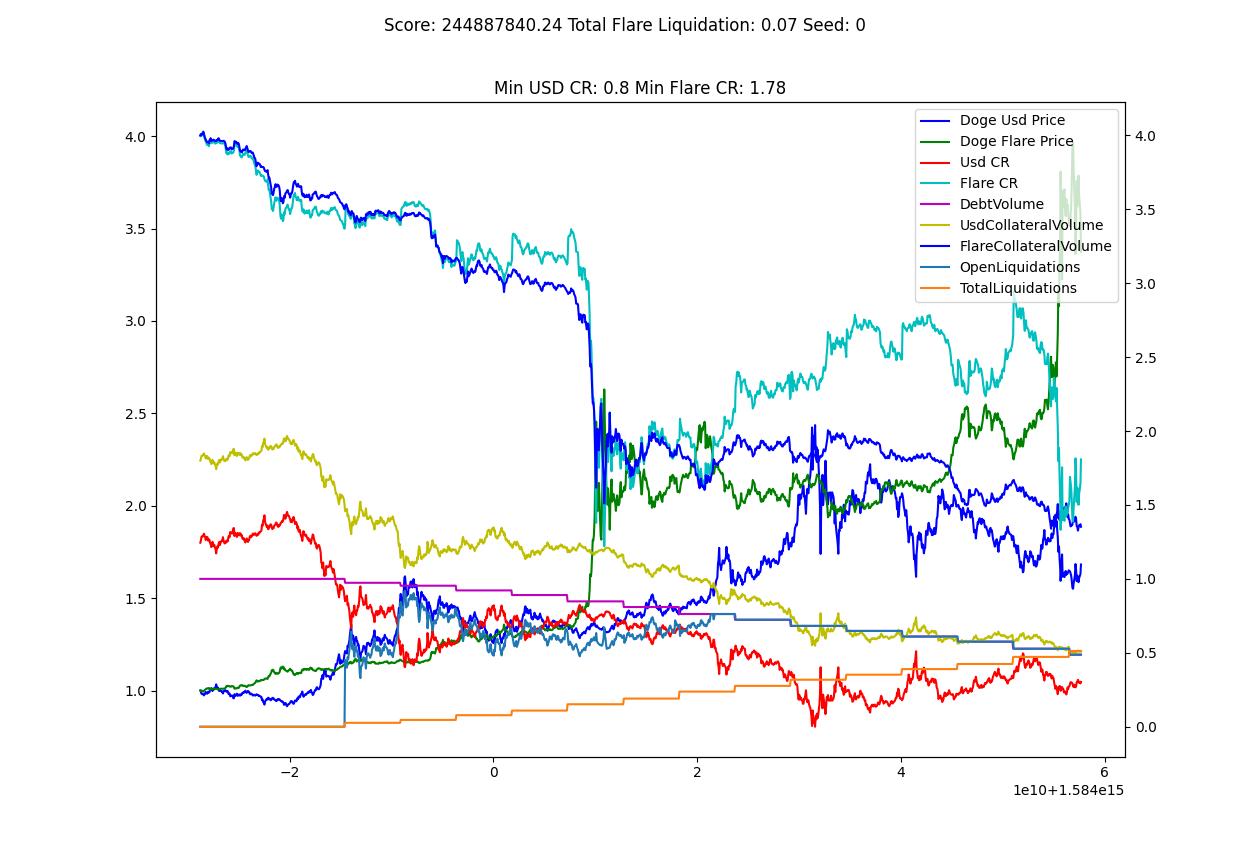 Score: 244887840.24 Total Flare Liquidation: 0.07 Seed: 0
Min USD CR: 0.8 Min Flare CR: 1.78
Doge Usd Price
Doge Flare Price
Usd CR
Flare CR
DebtVolume
UsdCollateralVolume
FlareCollateralVolume
OpenLiquidations
TotalLiquidations
4.0
3.5
3.0
2.5
2.0
1.5
1.0
4.0
3.5
3.0
2.5
2.0
1.5
1.0
0.5
0.0
−2 0 2 4 6
1e10+1.584e15